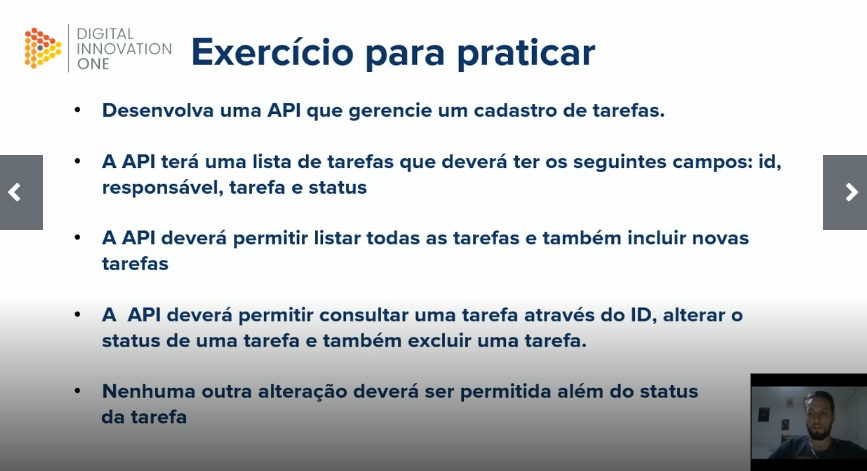 DIGITAL
INNOVATION
ONE
Exercício para praticar
• Desenvolva uma API que gerencie um cadastro de tarefas.
• A API terá uma lista de tarefas que deverá ter os seguintes campos: id,
responsável, tarefa e status
• A API deverá permitir listar todas as tarefas e também incluir novas
tarefas
• A  API deverá permitir consultar uma tarefa através do ID, alterar o
status de uma tarefa e também excluir uma tarefa.
• Nenhuma outra alteração deverá ser permitida além do status
da tarefa